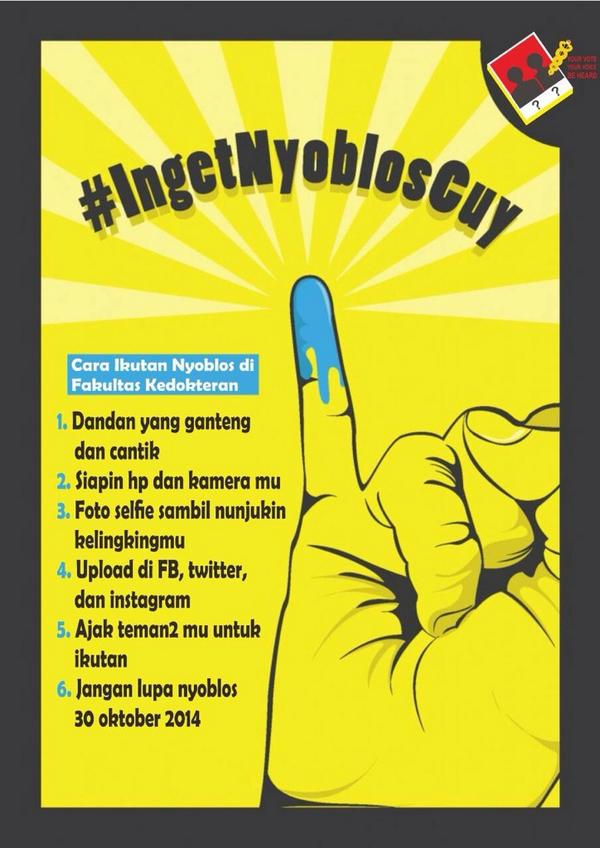 YOUR VOTE
YOUR VOICE
BE HEARD
? ?
#IngetNyoblosCuy
Cara Ikutan Nyoblos di
Fakultas Kedokteran
1. Dandan yang ganteng
dan cantik
2. Siapin hp dan kamera mu
3. Foto selfie sambil nunjukin
kelingkingmu
4. Upload di FB, twitter,
dan instagram
5. Ajak teman2 mu untuk
ikutan
6. Jangan lupa nyoblos
30 oktober 2014